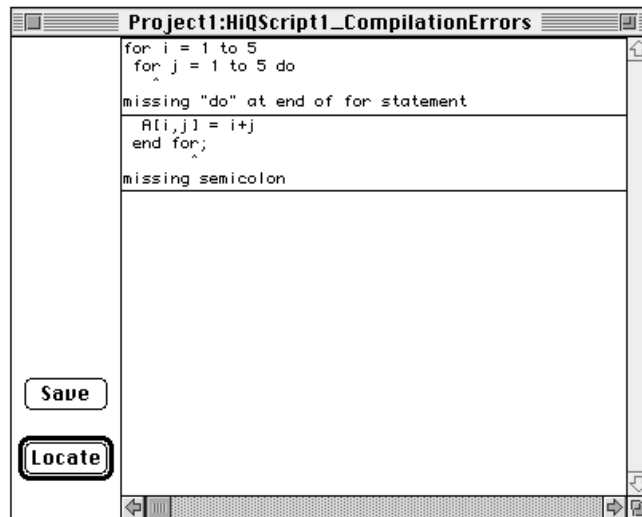 Project1:HiQScript1_CompilationErrors
for i = 1 to 5
for j = 1 to 5 do
^
missing "do" at end of for statement
A[i,j] = i+j
end for;
^
missing semicolon
Save
Locate